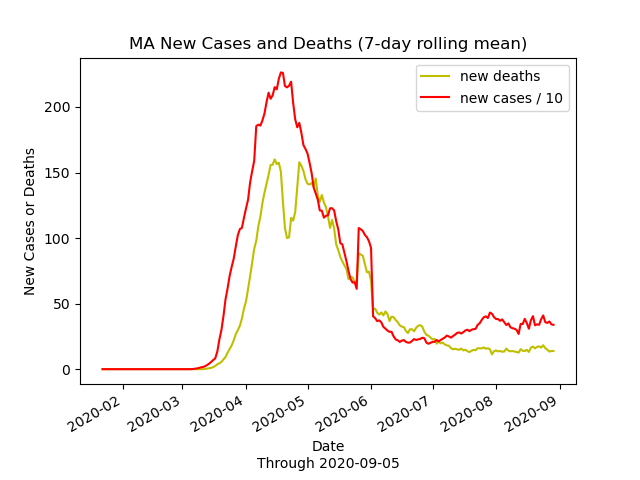 MA New Cases and Deaths (7-day rolling mean)
new deaths
new cases / 10
New Cases or Deaths
200
150
100
50
0
2020-02
2020-03
2020-04
2020-05
2020-06
2020-07
2020-08
2020-09
Date
Through 2020-09-05